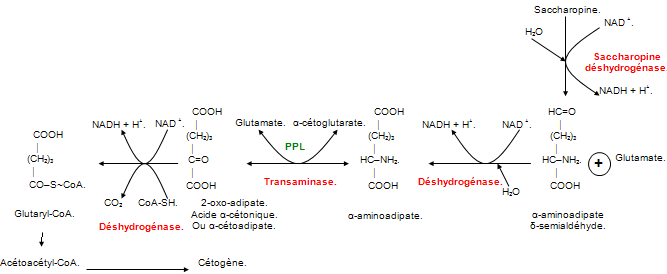 Saccharopine.
NAD⁺.
H₂O
Saccharopine
déshydrogénase
NADH + H⁺.
COOH
(CH₂)₂
CO–S~CoA.
Glutaryl-CoA.
NADH + H⁺. NAD⁺.
CO₂ CoA-SH.
Déshydrogénase.
COOH
(CH₂)₃
C=O
COOH
2-oxo-adipate.
Acide α-cétonique.
Ou α-cétoadipate.
Glutamate. α-cétoglutarate.
PPL
Transaminase.
COOH
(CH₂)₃
HC–NH₂.
COOH
α-aminoadipate.
NADH + H⁺. NAD⁺.
Déshydrogénase.
H₂O
HC=O
(CH₂)₃
HC–NH₂. + Glutamate.
COOH
α-aminoadipate
δ-semialdéhyde.
Acétoacétyl-CoA. Cétogène.